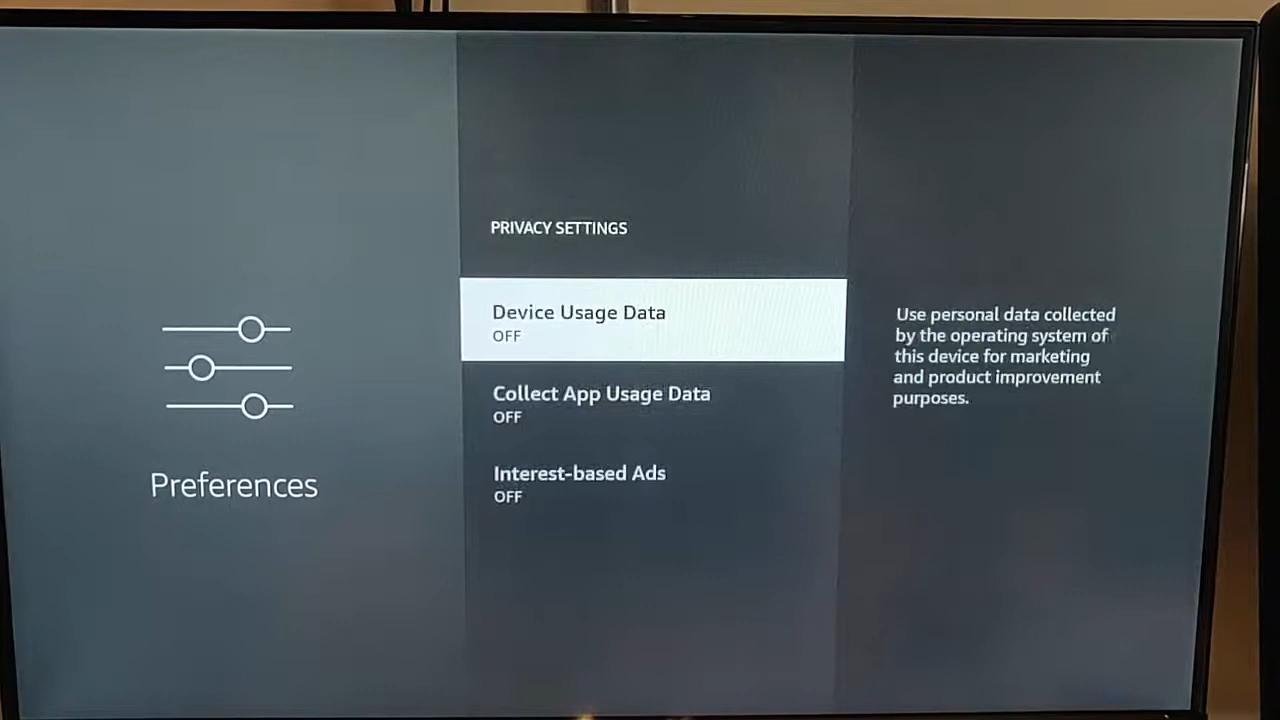 PRIVACY SETTINGS
Device Usage Data
OFF
Collect App Usage Data
OFF
Interest-based Ads
OFF
Preferences
Use personal data collected
by the operating system of
this device for marketing
and product improvement
purposes.